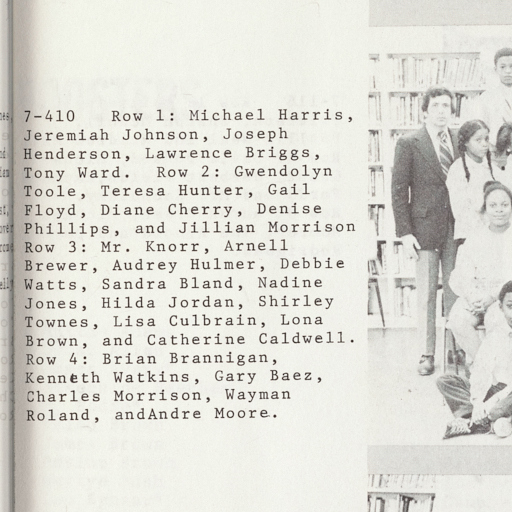 7-410 Row 1: Michael Harris,
Jeremiah Johnson, Joseph
Henderson, Lawrence Briggs,
Tony Ward. Row 2: Gwendolyn
Toole, Teresa Hunter, Gail
Floyd, Diane Cherry, Denise
Phillips, and Jillian Morrison
Row 3: Mr. Knorr, Arnell
Brewer, Audrey Hulmer, Debbie
Watts, Sandra Bland, Nadine
Jones, Hilda Jordan, Shirley
Townes, Lisa Culbrain, Lona
Brown, and Catherine Caldwell.
Row 4: Brian Brannigan,
Kenneth Watkins, Gary Baez,
Charles Morrison, Wayman
Roland, andAndre Moore.